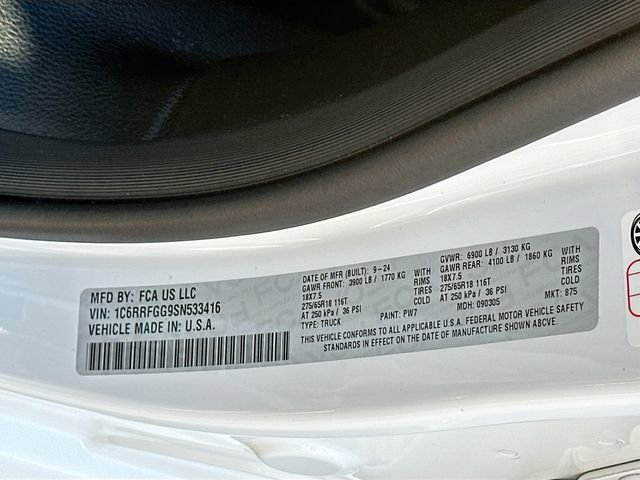 MFD BY: FCA US LLC
VIN: 1C6RRFGG9SN533416
VEHICLE MADE IN: U.S.A.
DATE OF MFR (BUILT): 9-24
GAWR FRONT: 3900 LB / 1770 KG WITH
18X7.5 RIMS
275/65R18 116T TIRES
AT 250 kPa / 36 PSI COLD
TYPE: TRUCK PAINT: PW7
GVWR: 6900 LB / 3130 KG
GAWR REAR: 4100 LB / 1860 KG WITH
18X7.5 RIMS
275/65R18 116T TIRES
AT 250 kPa / 36 PSI COLD
MDH: 090305 MKT: 875
THIS VEHICLE CONFORMS TO ALL APPLICABLE U.S.A. FEDERAL MOTOR VEHICLE SAFETY
STANDARDS IN EFFECT ON THE DATE OF MANUFACTURE SHOWN ABOVE.